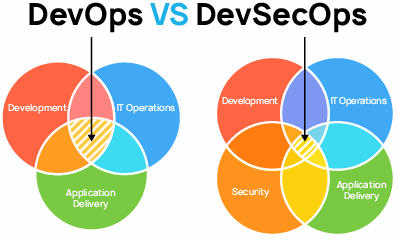 DevOps VS DevSecOps
Development
IT Operations
Application
Delivery
Development
IT Operations
Security
Application
Delivery